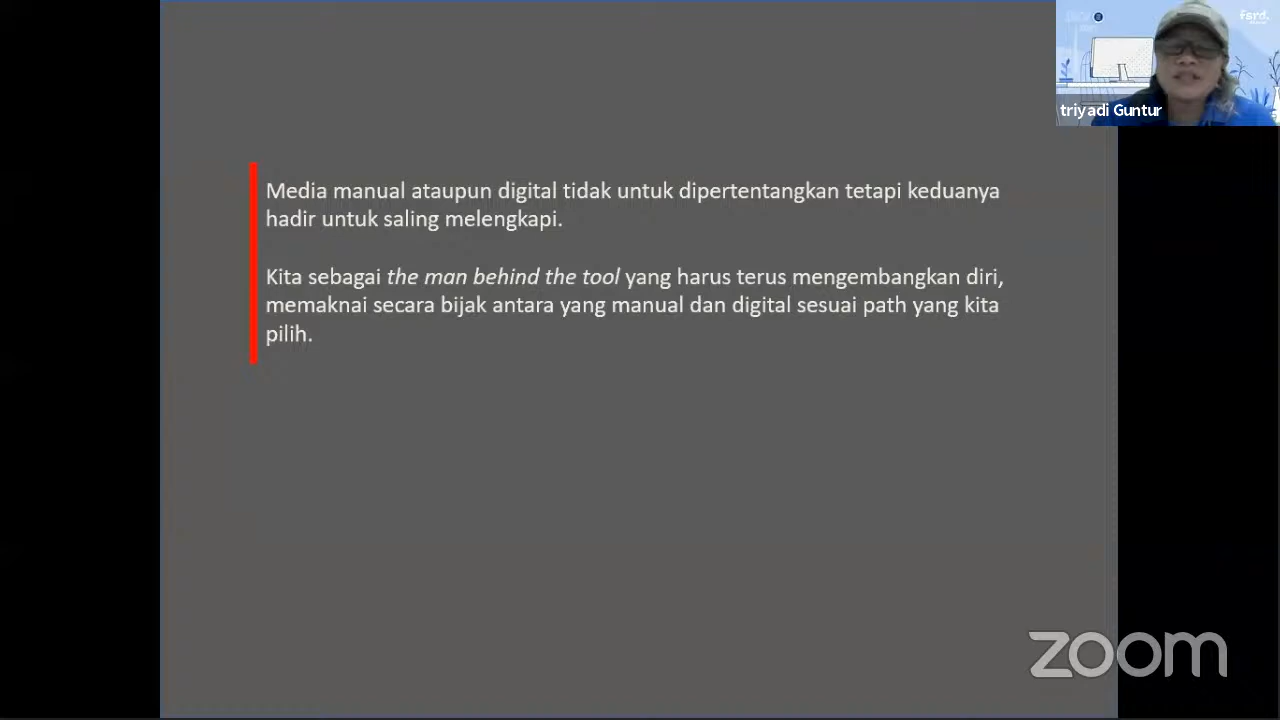 fsrd.
triyadi Guntur
Media manual ataupun digital tidak untuk dipertentangkan tetapi keduanya
hadir untuk saling melengkapi.
Kita sebagai the man behind the tool yang harus terus mengembangkan diri,
memaknai secara bijak antara yang manual dan digital sesuai path yang kita
pilih.
zoom